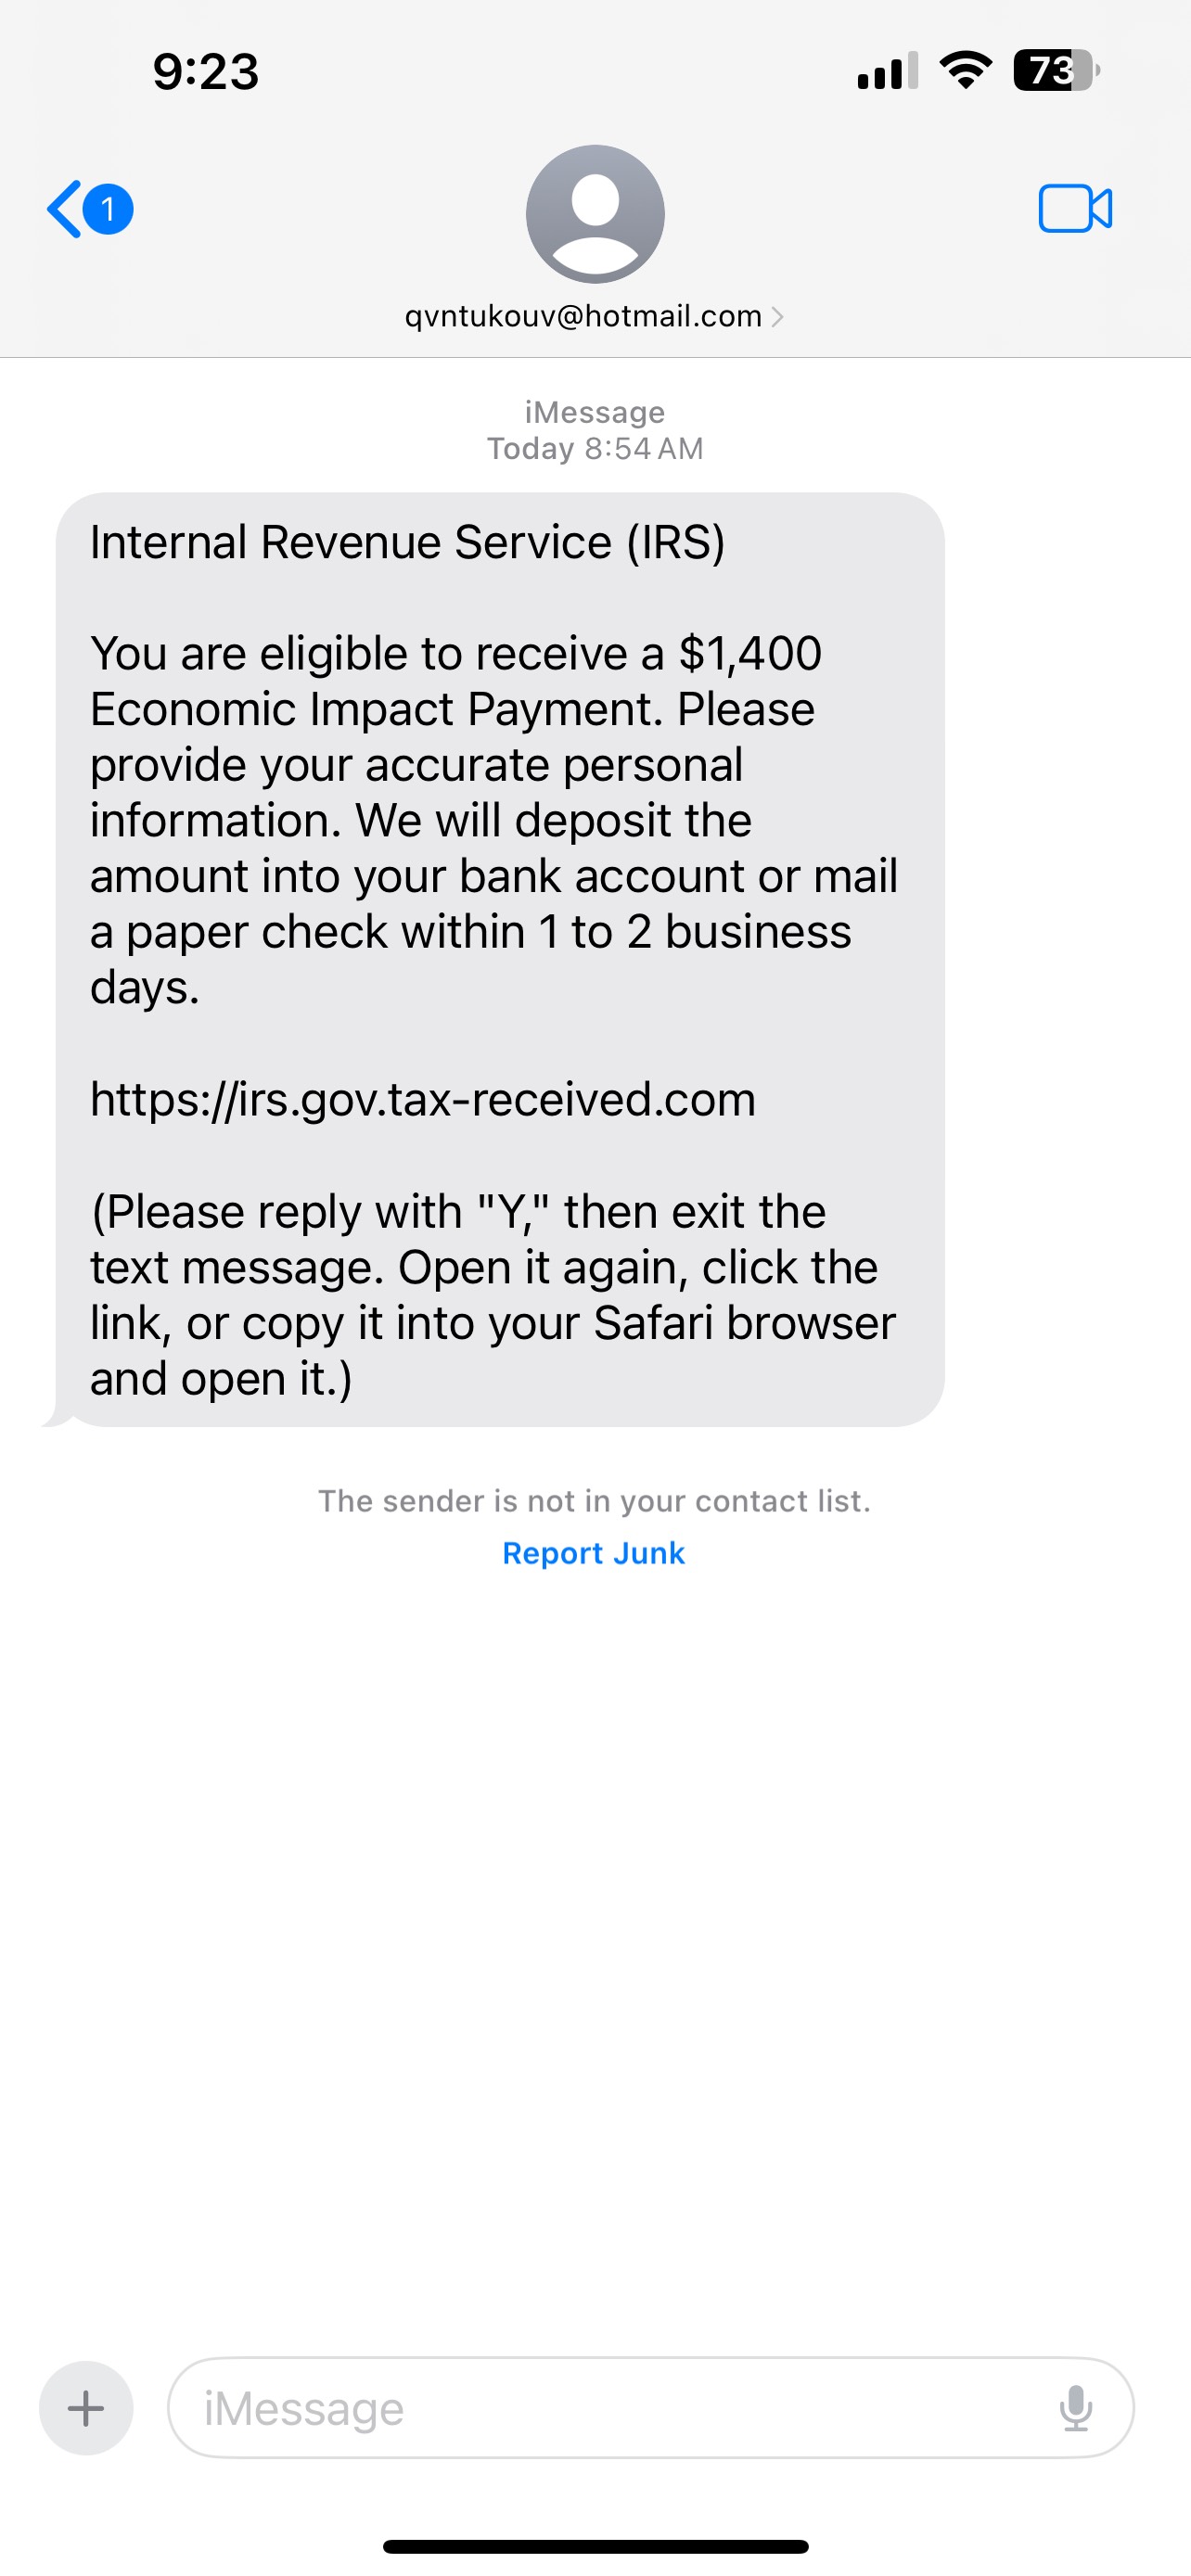 9:23
73
1
qvntukouv@hotmail.com
iMessage
Today 8:54 AM
Internal Revenue Service (IRS)
You are eligible to receive a $1,400
Economic Impact Payment. Please
provide your accurate personal
information. We will deposit the
amount into your bank account or mail
a paper check within 1 to 2 business
days.
https://irs.gov.tax-received.com
(Please reply with "Y," then exit the
text message. Open it again, click the
link, or copy it into your Safari browser
and open it.)
The sender is not in your contact list.
Report Junk
iMessage